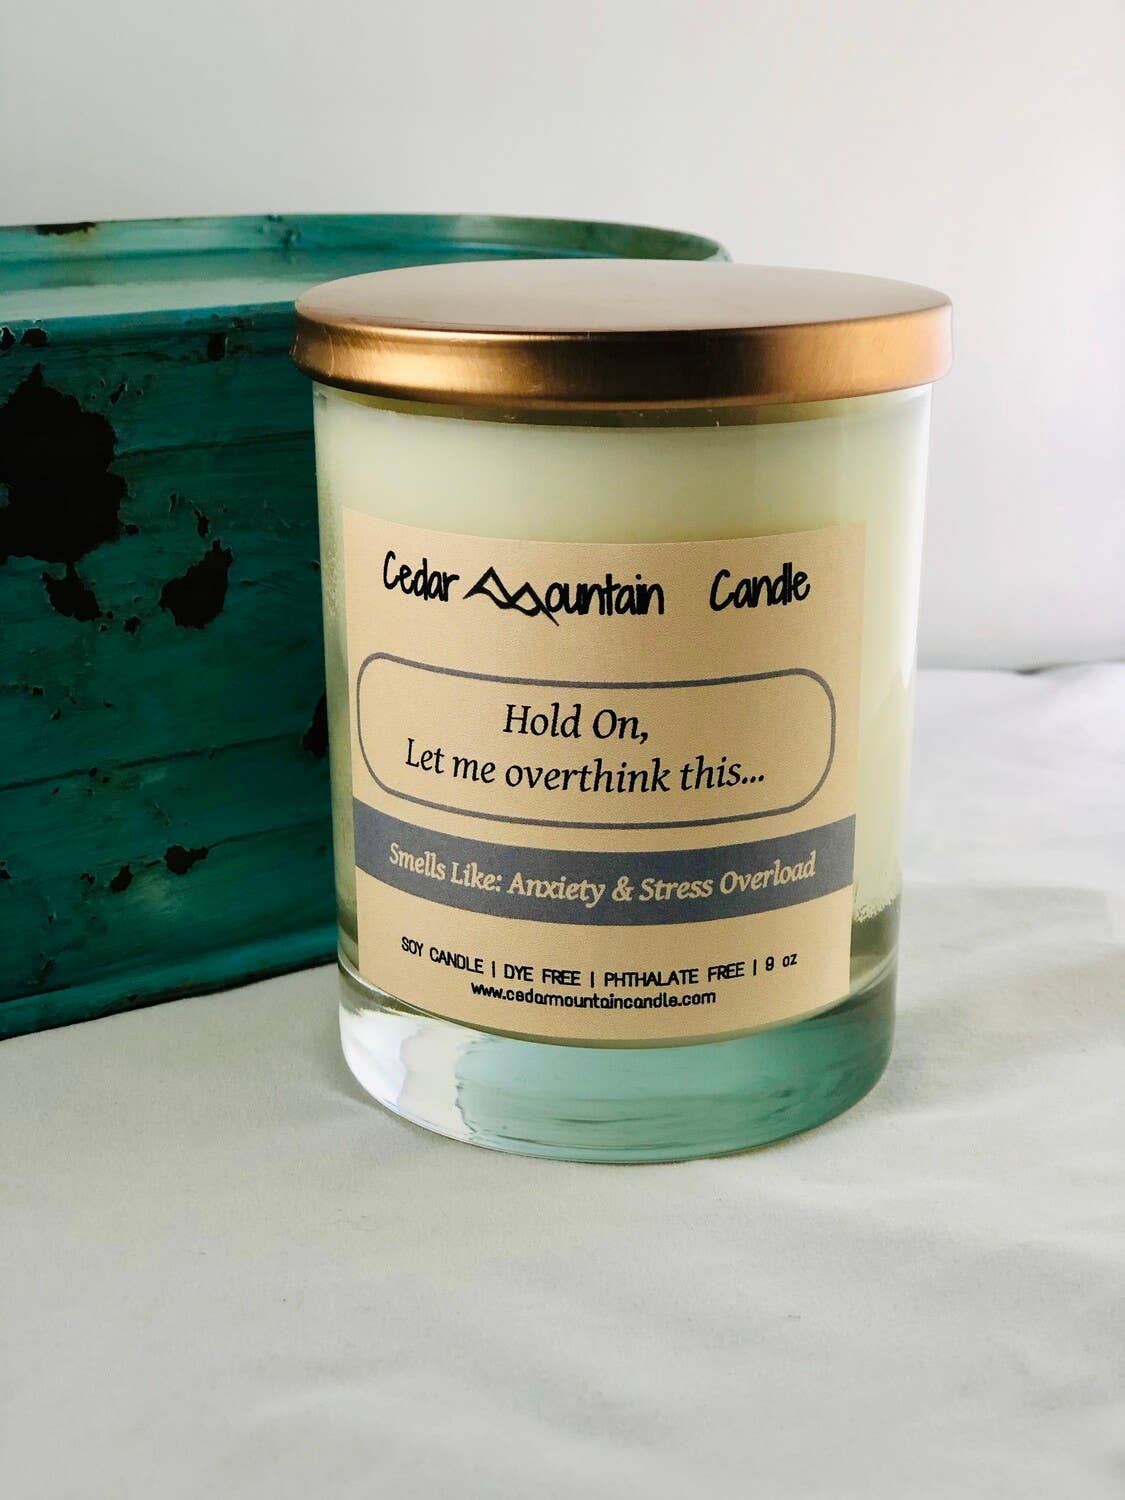 Cedar Mountain Candle
Hold On,
Let me overthink this...
Smells Like: Anxiety & Stress Overload
SOY CANDLE | DYE FREE | PHTHALATE FREE | 9 oz
www.cedarmountaincandle.com